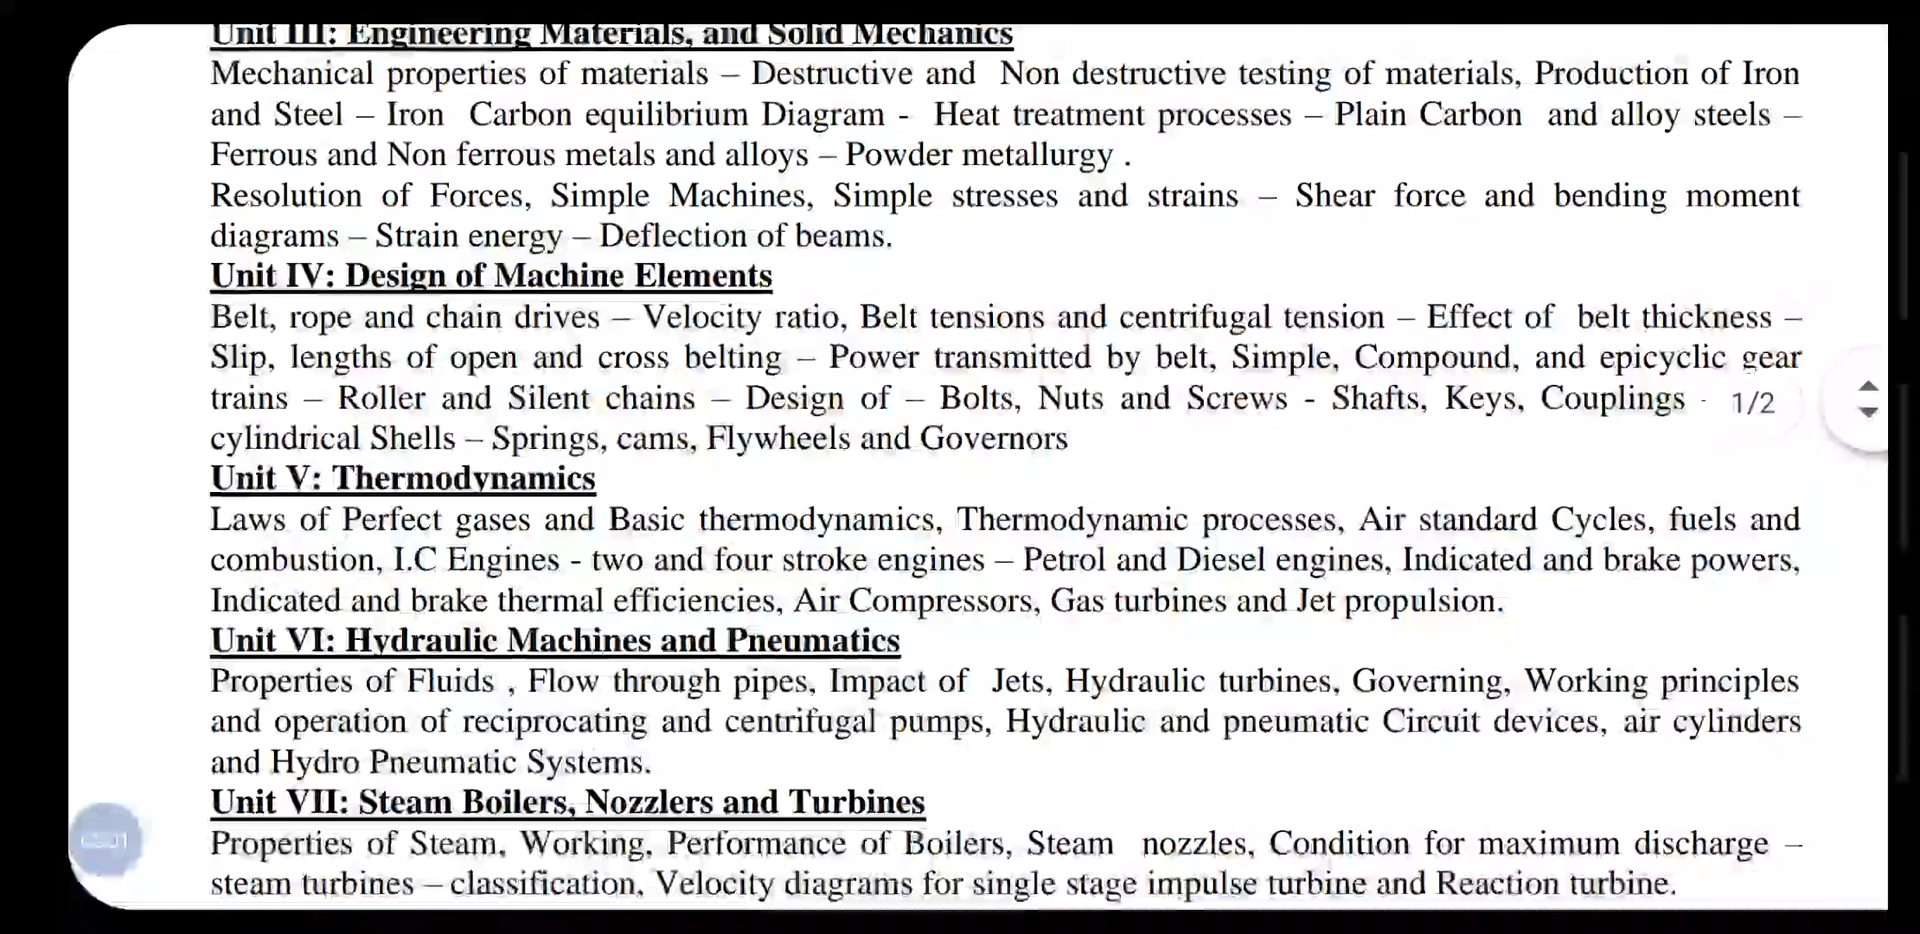 Unit III: Engineering Materials, and Solid Mechanics
Mechanical properties of materials – Destructive and Non destructive testing of materials, Production of Iron
and Steel – Iron Carbon equilibrium Diagram - Heat treatment processes – Plain Carbon and alloy steels –
Ferrous and Non ferrous metals and alloys – Powder metallurgy .
Resolution of Forces, Simple Machines, Simple stresses and strains – Shear force and bending moment
diagrams – Strain energy – Deflection of beams.
Unit IV: Design of Machine Elements
Belt, rope and chain drives – Velocity ratio, Belt tensions and centrifugal tension – Effect of belt thickness –
Slip, lengths of open and cross belting – Power transmitted by belt, Simple, Compound, and epicyclic gear
trains – Roller and Silent chains – Design of – Bolts, Nuts and Screws - Shafts, Keys, Couplings - 1/2
cylindrical Shells – Springs, cams, Flywheels and Governors
Unit V: Thermodynamics
Laws of Perfect gases and Basic thermodynamics, Thermodynamic processes, Air standard Cycles, fuels and
combustion, I.C Engines - two and four stroke engines – Petrol and Diesel engines, Indicated and brake powers,
Indicated and brake thermal efficiencies, Air Compressors, Gas turbines and Jet propulsion.
Unit VI: Hydraulic Machines and Pneumatics
Properties of Fluids , Flow through pipes, Impact of Jets, Hydraulic turbines, Governing, Working principles
and operation of reciprocating and centrifugal pumps, Hydraulic and pneumatic Circuit devices, air cylinders
and Hydro Pneumatic Systems.
Unit VII: Steam Boilers, Nozzlers and Turbines
Properties of Steam, Working, Performance of Boilers, Steam nozzles, Condition for maximum discharge –
steam turbines – classification, Velocity diagrams for single stage impulse turbine and Reaction turbine.